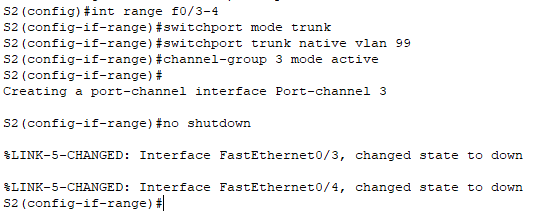 S2(config)#int range f0/3-4
S2(config-if-range)#switchport mode trunk
S2(config-if-range)#switchport trunk native vlan 99
S2(config-if-range)#channel-group 3 mode active
S2(config-if-range)#
Creating a port-channel interface Port-channel 3
S2(config-if-range)#no shutdown
%LINK-5-CHANGED: Interface FastEthernet0/3, changed state to down
%LINK-5-CHANGED: Interface FastEthernet0/4, changed state to down
S2(config-if-range)#